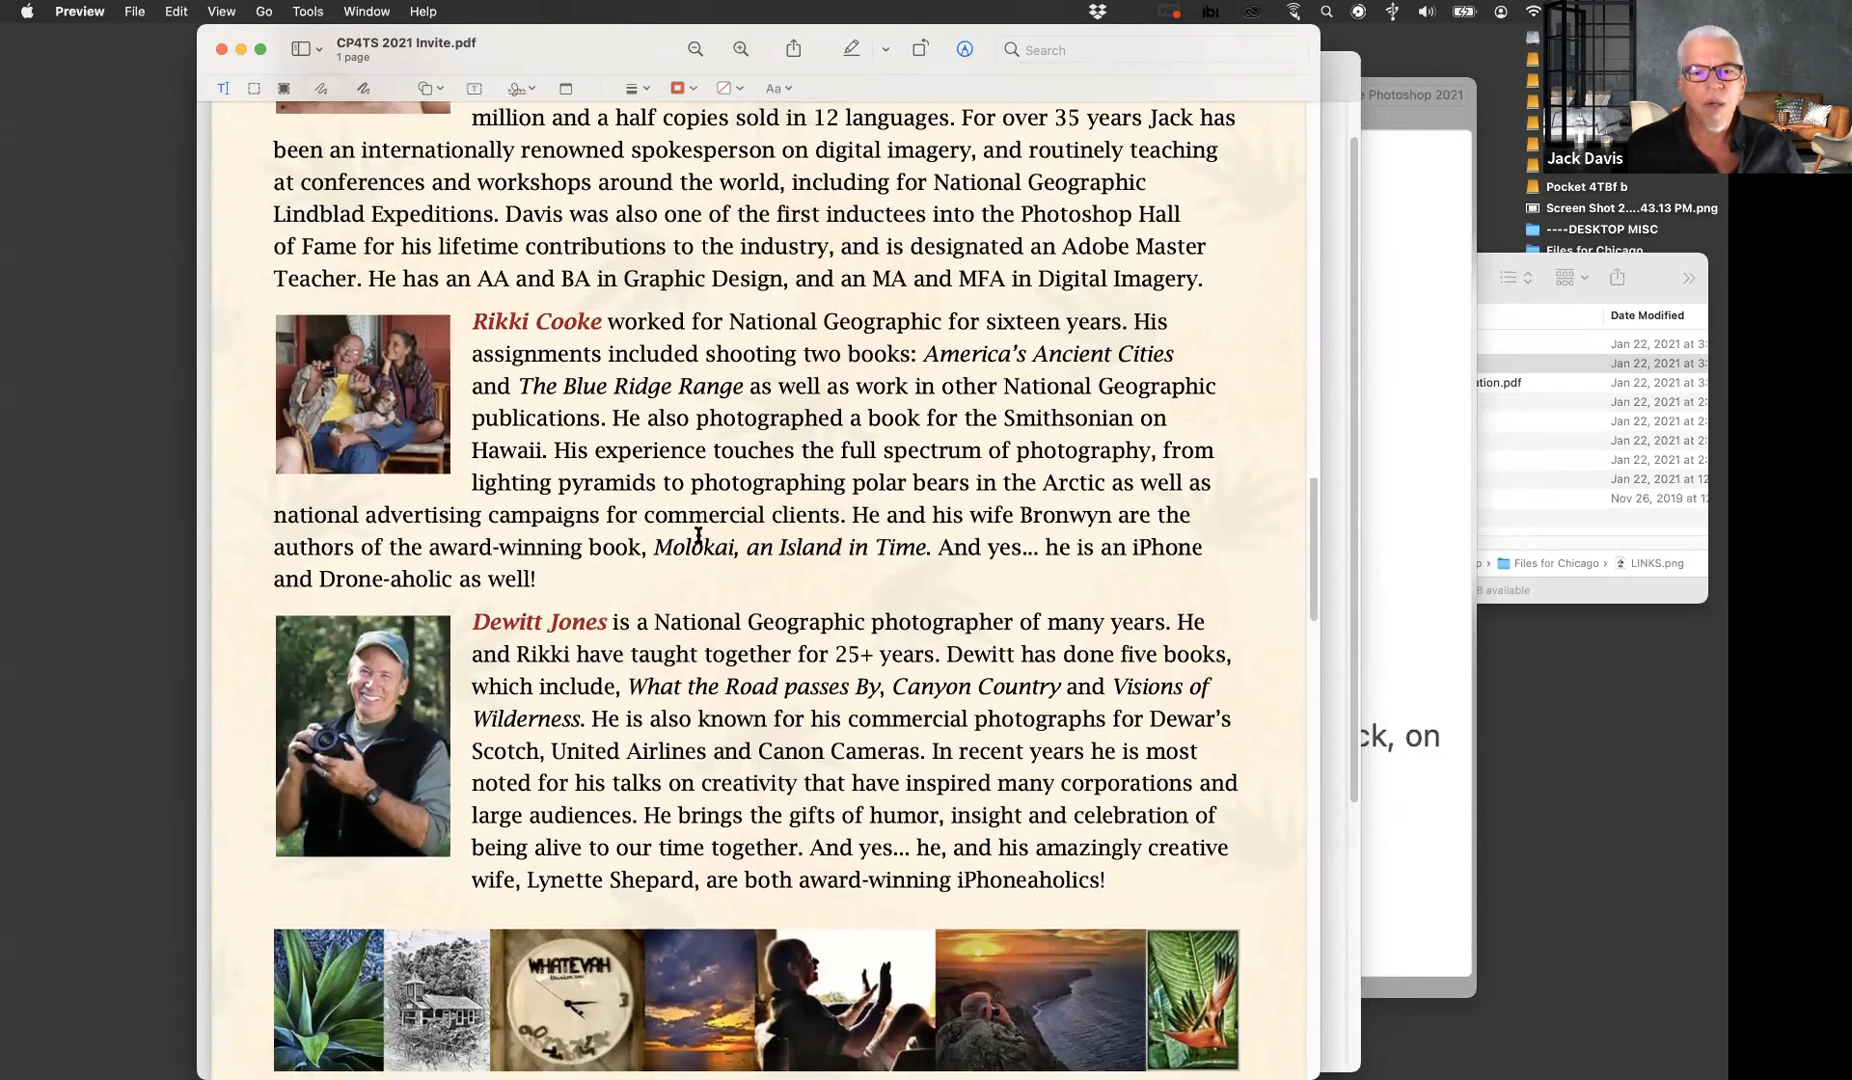 Preview File Edit View Go Tools Window Help
CP4TS 2021 Invite.pdf
1 page
Search
Aa
e Photoshop 2021
Jack Davis
Pocket 4TBf b
Screen Shot 2....43.13 PM.png
----DESKTOP MISC
Files for Chicago
million and a half copies sold in 12 languages. For over 35 years Jack has
been an internationally renowned spokesperson on digital imagery, and routinely teaching
at conferences and workshops around the world, including for National Geographic
Lindblad Expeditions. Davis was also one of the first inductees into the Photoshop Hall
of Fame for his lifetime contributions to the industry, and is designated an Adobe Master
Teacher. He has an AA and BA in Graphic Design, and an MA and MFA in Digital Imagery.
Rikki Cooke worked for National Geographic for sixteen years. His
assignments included shooting two books: America's Ancient Cities
and The Blue Ridge Range as well as work in other National Geographic
publications. He also photographed a book for the Smithsonian on
Hawaii. His experience touches the full spectrum of photography, from
lighting pyramids to photographing polar bears in the Arctic as well as
national advertising campaigns for commercial clients. He and his wife Bronwyn are the
authors of the award-winning book, Molokai, an Island in Time. And yes... he is an iPhone
and Drone-aholic as well!
Dewitt Jones is a National Geographic photographer of many years. He
and Rikki have taught together for 25+ years. Dewitt has done five books,
which include, What the Road passes By, Canyon Country and Visions of
Wilderness. He is also known for his commercial photographs for Dewar's
Scotch, United Airlines and Canon Cameras. In recent years he is most
noted for his talks on creativity that have inspired many corporations and
large audiences. He brings the gifts of humor, insight and celebration of
being alive to our time together. And yes... he, and his amazingly creative
wife, Lynette Shepard, are both award-winning iPhoneaholics!
WHATEVAH
Date Modified
Jan 22, 2021 at 3:
Jan 22, 2021 at 3:
ation.pdf Jan 22, 2021 at 3:
Jan 22, 2021 at 2:
Jan 22, 2021 at 2:
Jan 22, 2021 at 2:
Jan 22, 2021 at 2:
Jan 22, 2021 at 12
Nov 26, 2019 at 12
p › Files for Chicago › LINKS.png
B available
ck, on